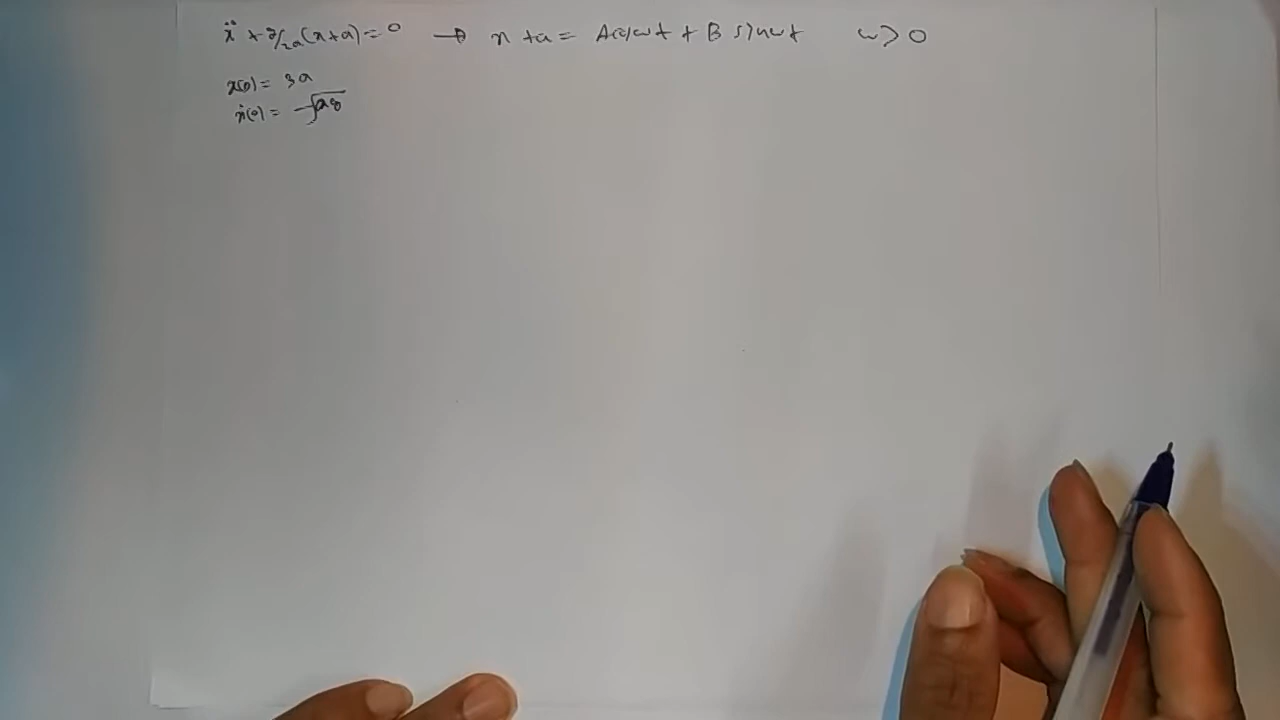 ẍ + g/2a (x+a) = 0 → x + a = A cos ωt + B sin ωt ω > 0
x(0) = 3a
ẋ(0) = -√ag